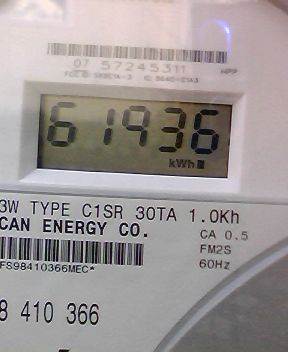 07 57245311
61936
kWh
3W TYPE C1SR 30TA 1.0Kh
CAN ENERGY CO.
CA 0.5
FM2S
60Hz
FS98410366MEC*
8 410 366